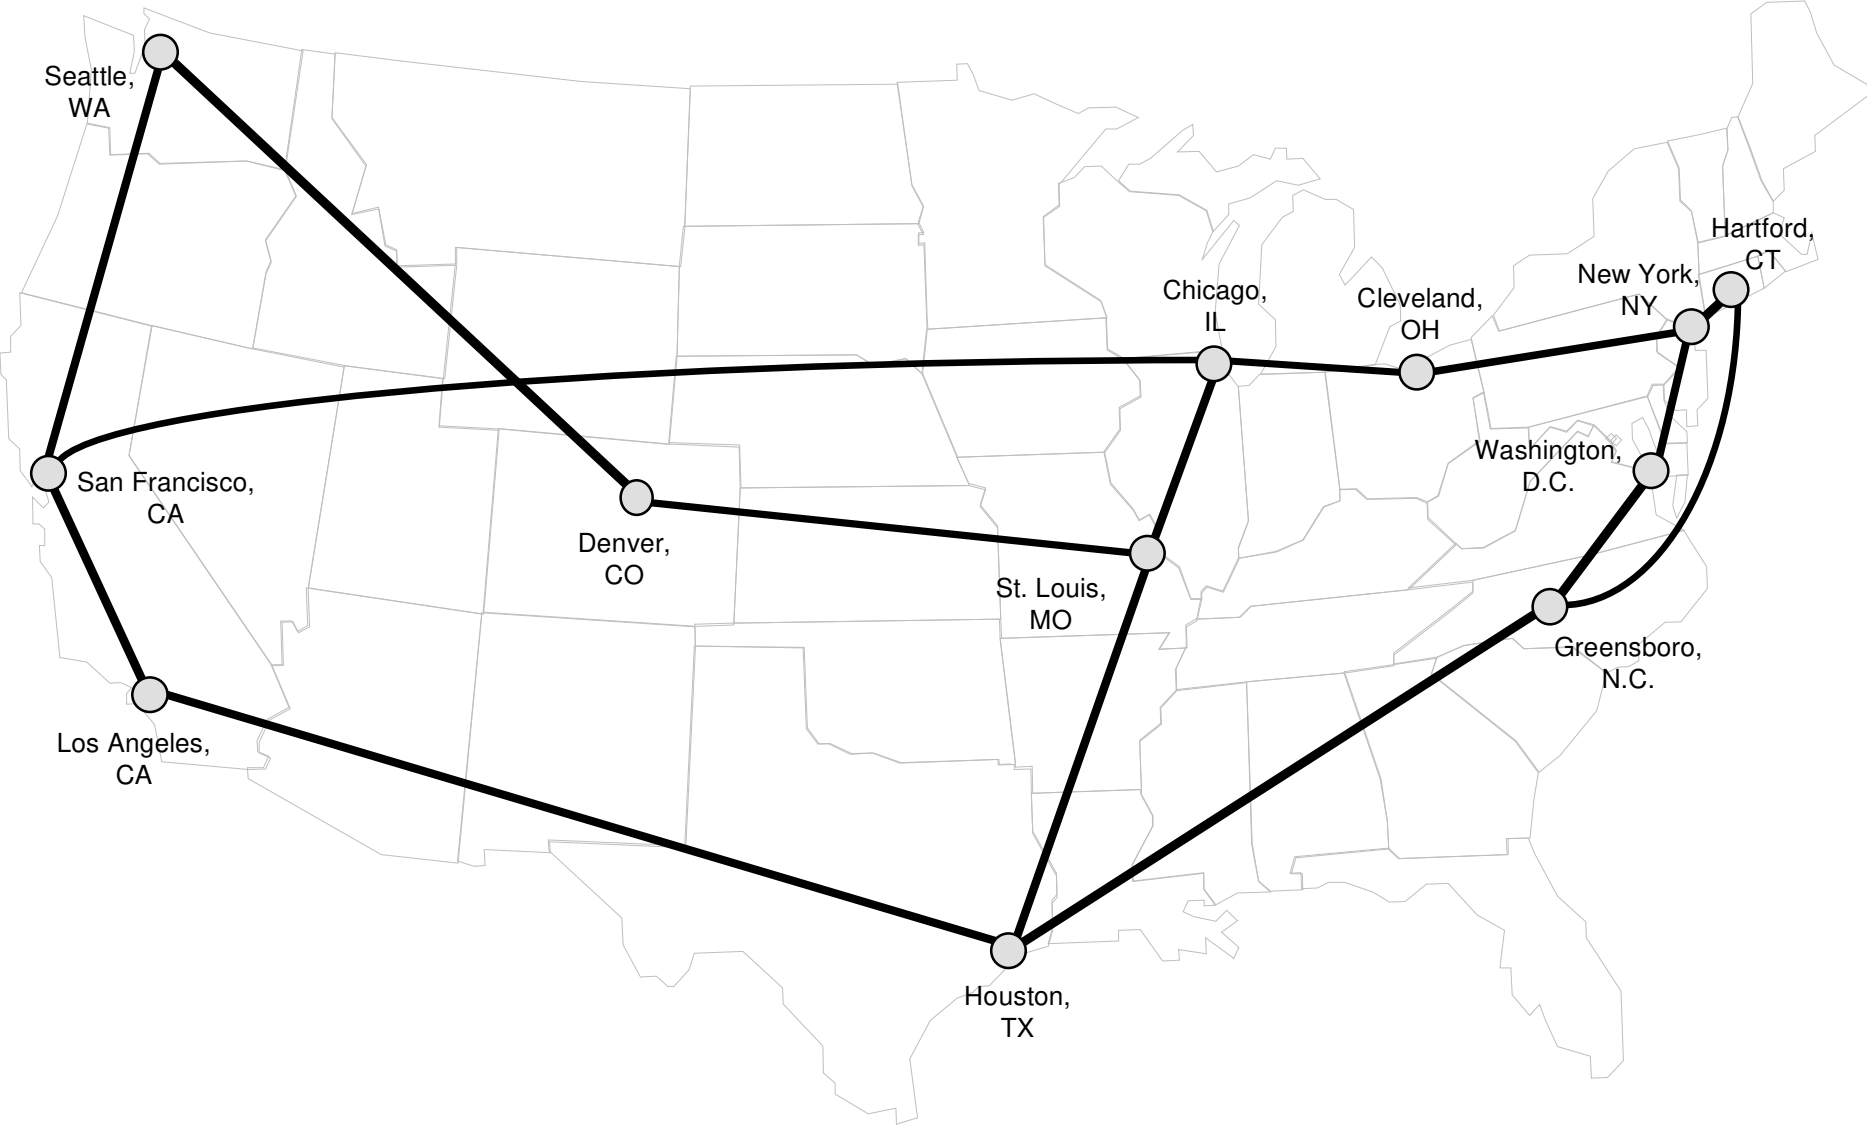 Seattle,
WA
Hartford,
CT
New York,
NY
Chicago,
IL
Cleveland,
OH
Washington,
D.C.
San Francisco,
CA
Denver,
CO
St. Louis,
MO
Greensboro,
N.C.
Los Angeles,
CA
Houston,
TX